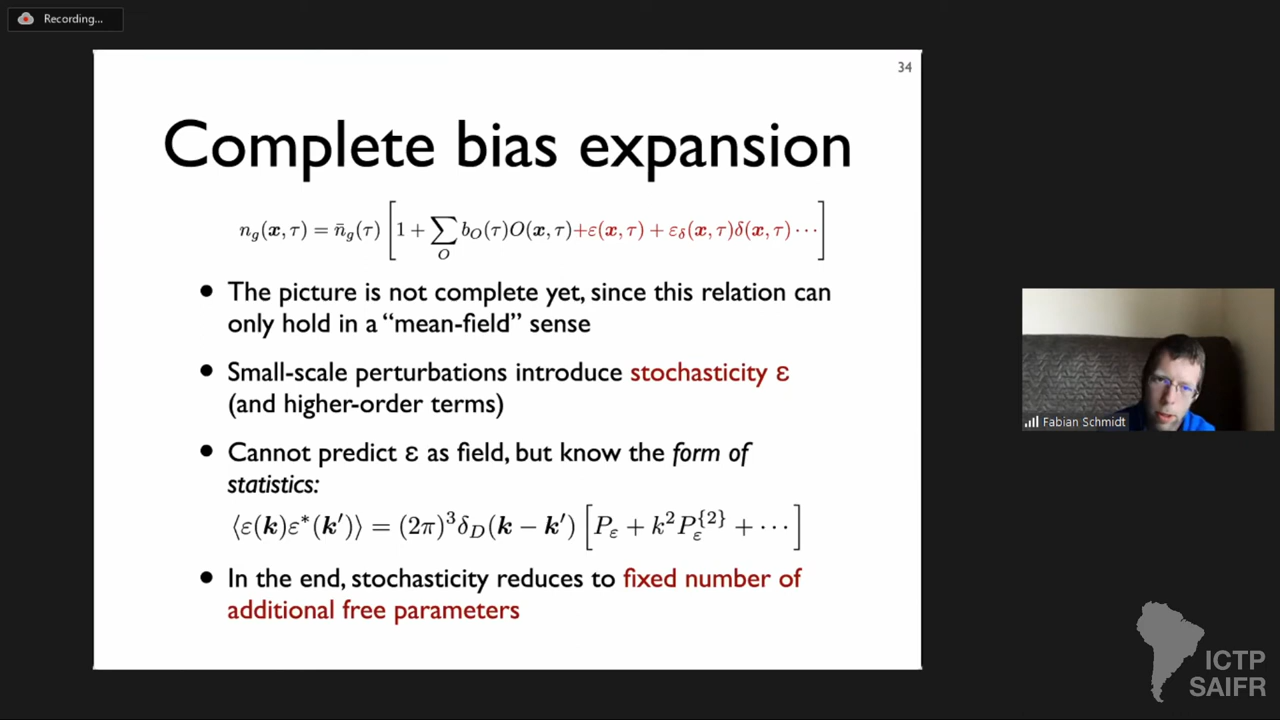 Recording...
34
Complete bias expansion
n_g(x, τ) = n̄_g(τ) [1 + ∑_O b_O(τ)O(x, τ)+ε(x, τ) + ε_δ(x, τ)δ(x, τ) ⋯]
• The picture is not complete yet, since this relation can
only hold in a “mean-field” sense
• Small-scale perturbations introduce stochasticity ε
(and higher-order terms)
• Cannot predict ε as field, but know the form of
statistics:
⟨ε(k)ε*(k′)⟩ = (2π)³δ_D(k − k′) [P_ε + k²P_ε^{2} + ⋯]
• In the end, stochasticity reduces to fixed number of
additional free parameters
Fabian Schmidt
ICTP
SAIFR